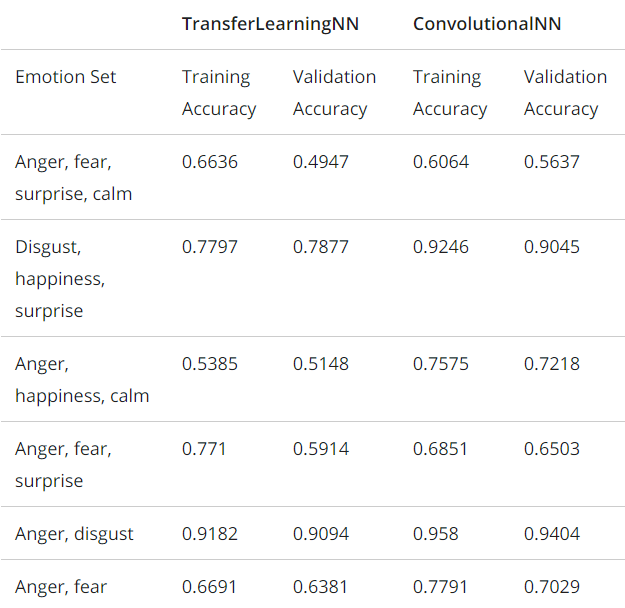 TransferLearningNN ConvolutionalNN
Emotion Set Training Validation Training Validation
Accuracy Accuracy Accuracy Accuracy
Anger, fear, 0.6636 0.4947 0.6064 0.5637
surprise, calm
Disgust, 0.7797 0.7877 0.9246 0.9045
happiness,
surprise
Anger, 0.5385 0.5148 0.7575 0.7218
happiness, calm
Anger, fear, 0.771 0.5914 0.6851 0.6503
surprise
Anger, disgust 0.9182 0.9094 0.958 0.9404
Anger, fear 0.6691 0.6381 0.7791 0.7029